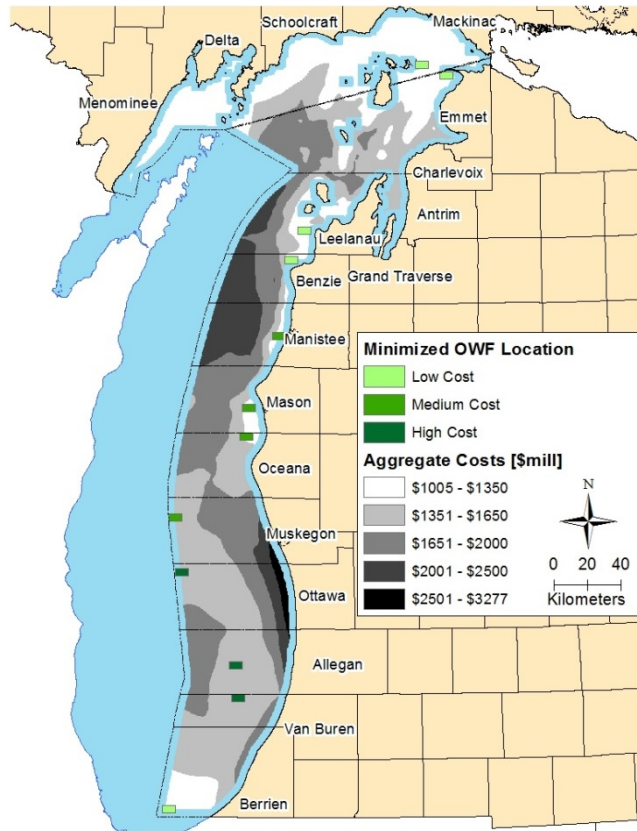 Schoolcraft
Mackinac
Delta
Menominee
Emmet
Charlevoix
Antrim
Leelanau
Grand Traverse
Benzie
Manistee
Mason
Oceana
Muskegon
Ottawa
Allegan
Van Buren
Berrien
Minimized OWF Location
Low Cost
Medium Cost
High Cost
Aggregate Costs [$mill]
$1005 - $1350
$1351 - $1650
$1651 - $2000
$2001 - $2500
$2501 - $3277
N
0 20 40
Kilometers